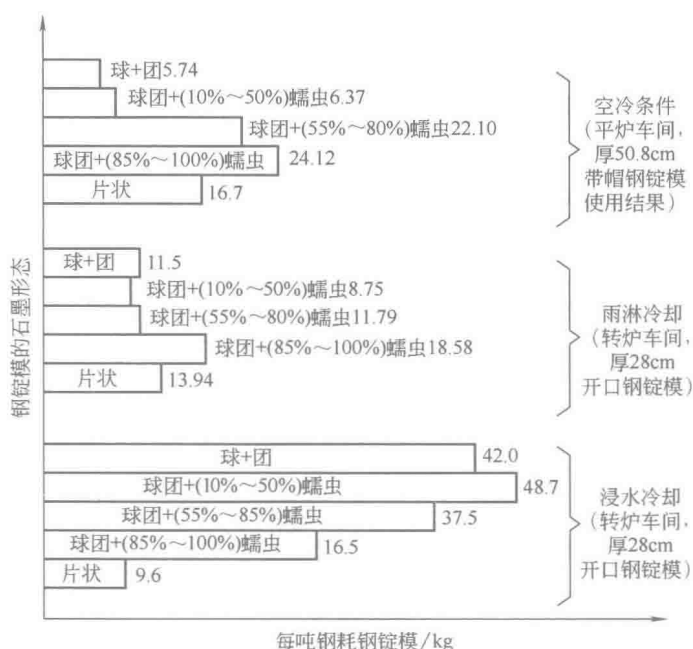 球+团5.74
球团+(10%～50%)蠕虫6.37
球团+(55%～80%)蠕虫22.10
球团+(85%～100%)蠕虫 24.12
片状 16.7
空冷条件
(平炉车间，
厚50.8cm
带帽钢锭模
使用结果)
球+团 11.5
球团+(10%～50%)蠕虫8.75
球团+(55%～80%)蠕虫11.79
球团+(85%～100%)蠕虫18.58
片状 13.94
雨淋冷却
(转炉车间，
厚28cm
开口钢锭模)
球+团 42.0
球团+(10%～50%)蠕虫 48.7
球团+(55%～85%)蠕虫 37.5
球团+(85%～100%)蠕虫 16.5
片状 9.6
浸水冷却
(转炉车间，
厚28cm
开口钢锭模)
钢锭模的石墨形态
每吨钢耗钢锭模/kg